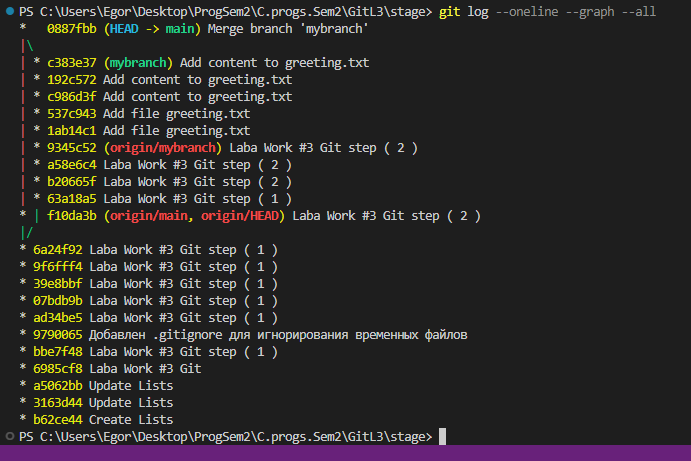 PS C:\Users\Egor\Desktop\ProgSem2\C.progs.Sem2\GitL3\stage> git log --oneline --graph --all
*   0887fbb (HEAD -> main) Merge branch 'mybranch'
|\
| * c383e37 (mybranch) Add content to greeting.txt
| * 192c572 Add content to greeting.txt
| * c986d3f Add content to greeting.txt
| * 537c943 Add file greeting.txt
| * 1ab14c1 Add file greeting.txt
| * 9345c52 (origin/mybranch) Laba Work #3 Git step ( 2 )
| * a58e6c4 Laba Work #3 Git step ( 2 )
| * b20665f Laba Work #3 Git step ( 2 )
| * 63a18a5 Laba Work #3 Git step ( 1 )
* | f10da3b (origin/main, origin/HEAD) Laba Work #3 Git step ( 2 )
|/
* 6a24f92 Laba Work #3 Git step ( 1 )
* 9f6fff4 Laba Work #3 Git step ( 1 )
* 39e8bbf Laba Work #3 Git step ( 1 )
* 07bdb9b Laba Work #3 Git step ( 1 )
* ad34be5 Laba Work #3 Git step ( 1 )
* 9790065 Добавлен .gitignore для игнорирования временных файлов
* bbe7f48 Laba Work #3 Git step ( 1 )
* 6985cf8 Laba Work #3 Git
* a5062bb Update Lists
* 3163d44 Update Lists
* b62ce44 Create Lists
PS C:\Users\Egor\Desktop\ProgSem2\C.progs.Sem2\GitL3\stage>